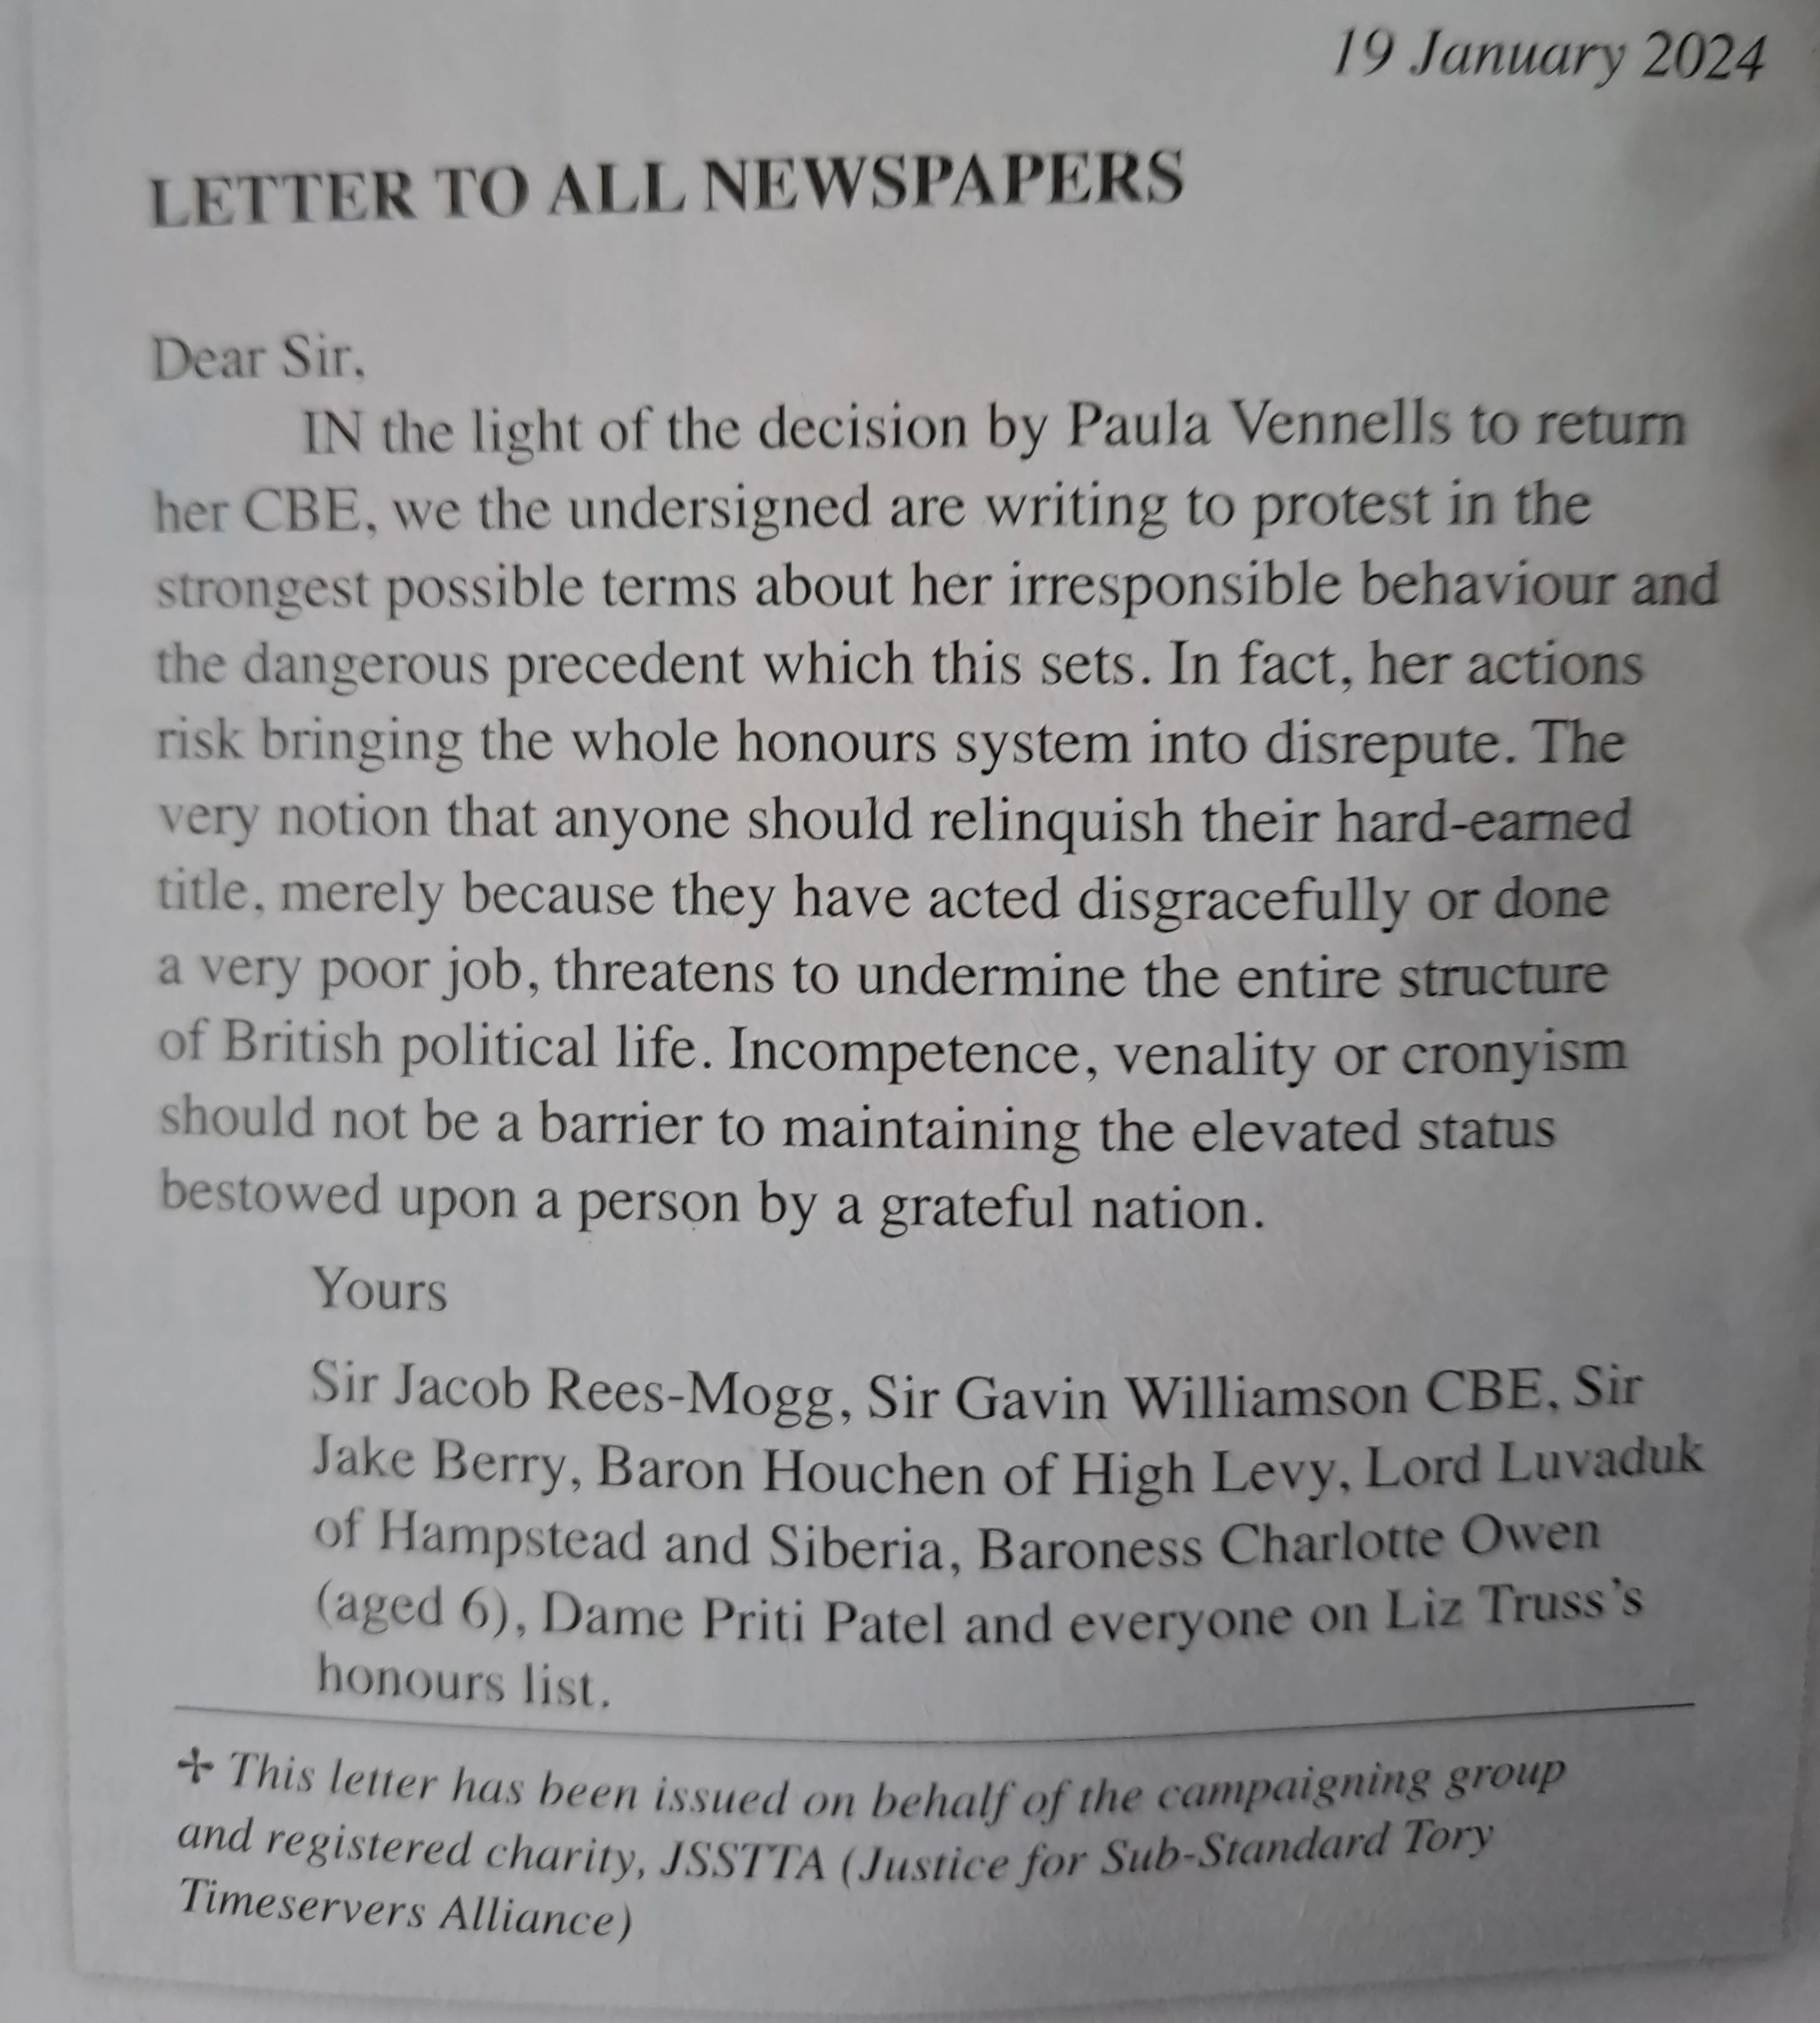 19 January 2024
LETTER TO ALL NEWSPAPERS
Dear Sir,
IN the light of the decision by Paula Vennells to return
her CBE, we the undersigned are writing to protest in the
strongest possible terms about her irresponsible behaviour and
the dangerous precedent which this sets. In fact, her actions
risk bringing the whole honours system into disrepute. The
very notion that anyone should relinquish their hard-earned
title, merely because they have acted disgracefully or done
a very poor job, threatens to undermine the entire structure
of British political life. Incompetence, venality or cronyism
should not be a barrier to maintaining the elevated status
bestowed upon a person by a grateful nation.
Yours
Sir Jacob Rees-Mogg, Sir Gavin Williamson CBE, Sir
Jake Berry, Baron Houchen of High Levy, Lord Luvaduk
of Hampstead and Siberia, Baroness Charlotte Owen
(aged 6), Dame Priti Patel and everyone on Liz Truss's
honours list.
✢ This letter has been issued on behalf of the campaigning group
and registered charity, JSSTTA (Justice for Sub-Standard Tory
Timeservers Alliance)